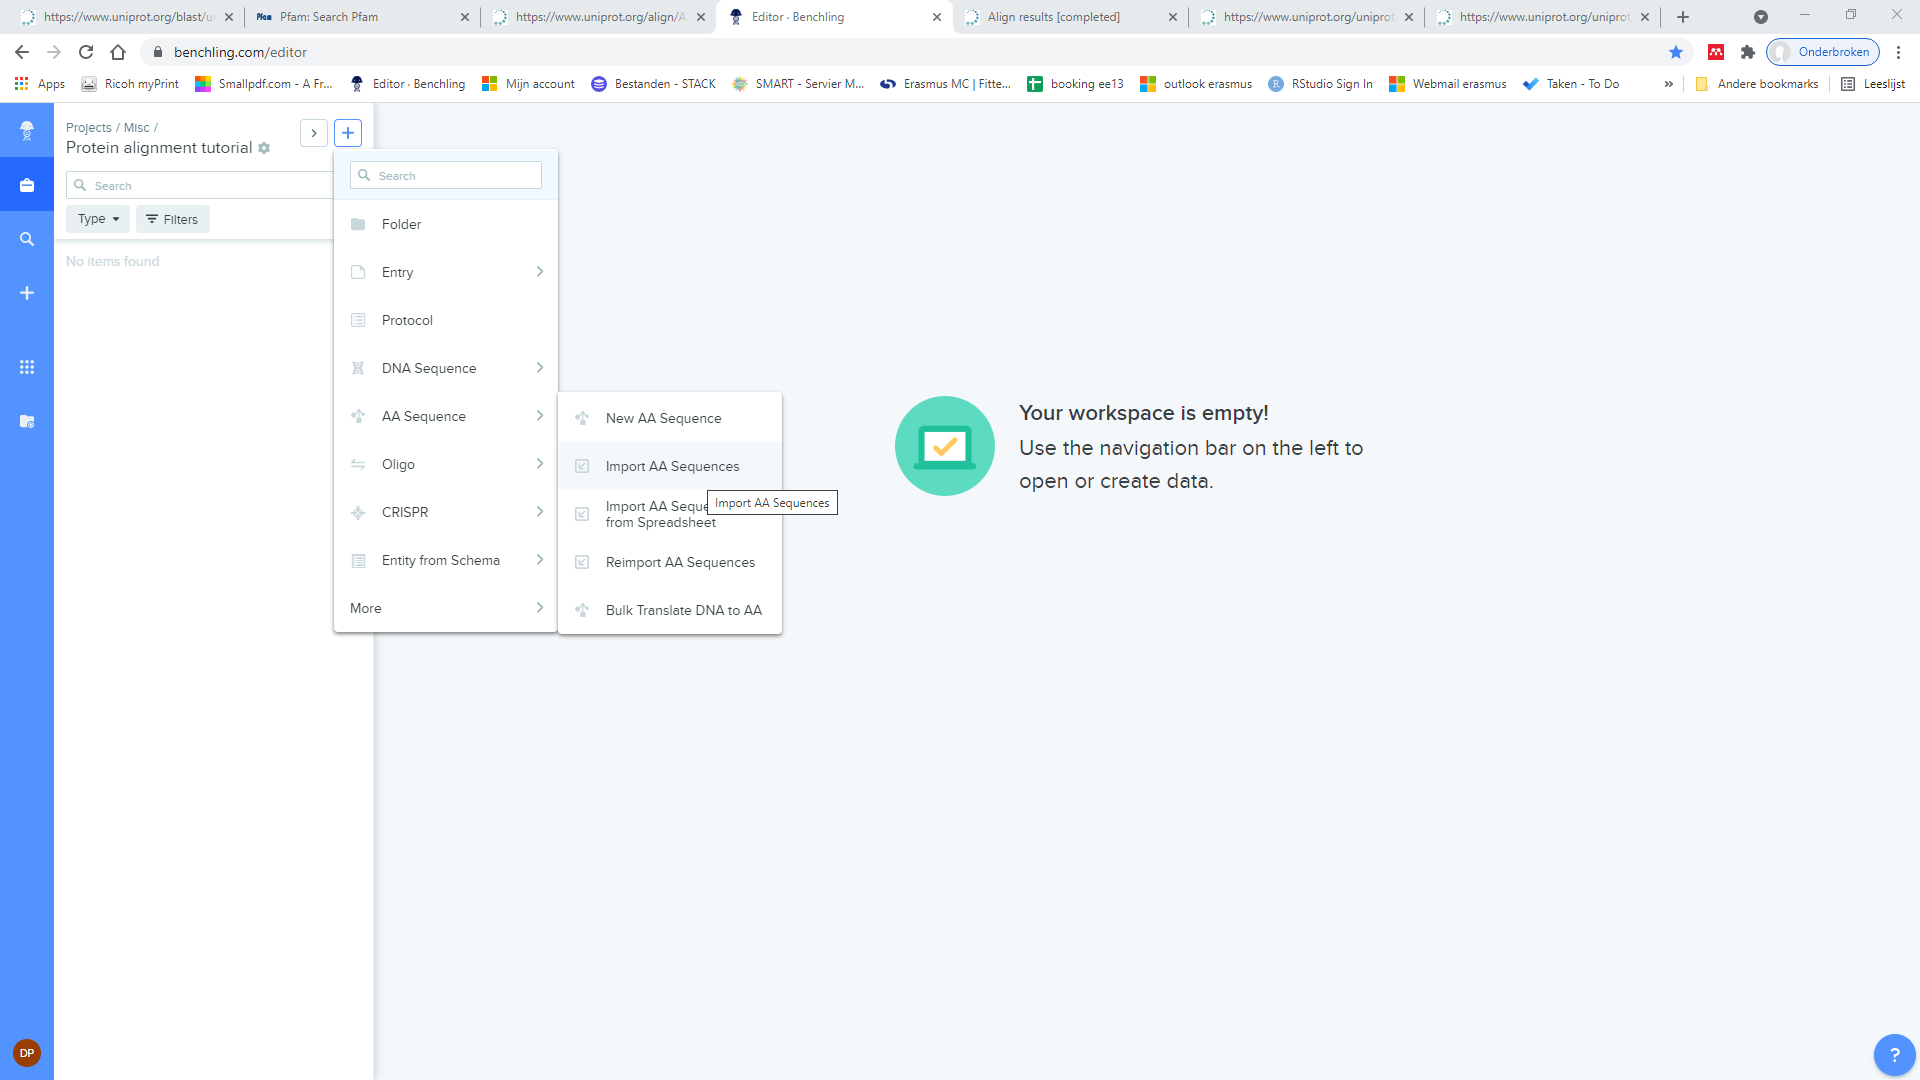 https://www.uniprot.org/blast/u
Pfam Pfam: Search Pfam
https://www.uniprot.org/align/A
Editor · Benchling
Align results [completed]
https://www.uniprot.org/uniprot
https://www.uniprot.org/uniprot
benchling.com/editor
Onderbroken
Apps
Ricoh myPrint
Smallpdf.com - A Fr...
Editor · Benchling
Mijn account
Bestanden - STACK
SMART - Servier M...
Erasmus MC | Fitte...
booking ee13
outlook erasmus
R RStudio Sign In
Webmail erasmus
Taken - To Do
»
Andere bookmarks
Leeslijst
Projects / Misc /
Protein alignment tutorial
Search
Type
Filters
No items found
Search
Folder
Entry
Protocol
DNA Sequence
AA Sequence
Oligo
CRISPR
Entity from Schema
More
New AA Sequence
Import AA Sequences
Import AA Seque
from Spreadsheet
Import AA Sequences
Reimport AA Sequences
Bulk Translate DNA to AA
Your workspace is empty!
Use the navigation bar on the left to
open or create data.
DP
?